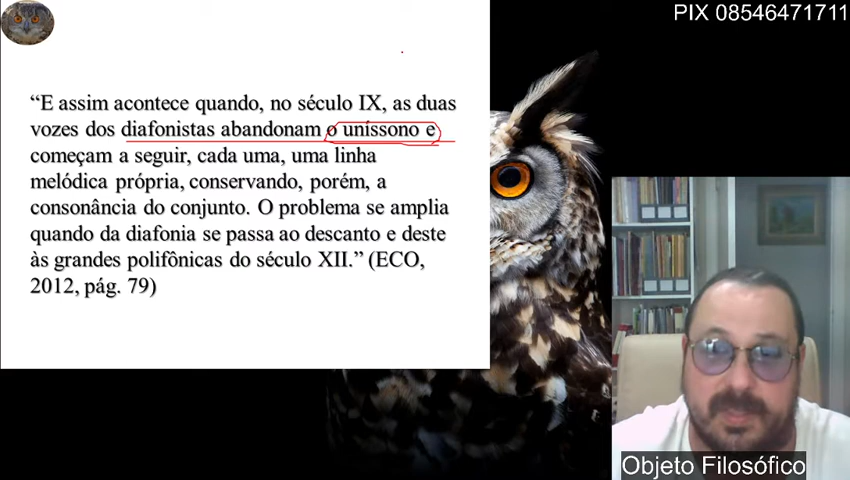 PIX 08546471711
“E assim acontece quando, no século IX, as duas
vozes dos diafonistas abandonam o uníssono e
começam a seguir, cada uma, uma linha
melódica própria, conservando, porém, a
consonância do conjunto. O problema se amplia
quando da diafonia se passa ao descanto e deste
às grandes polifônicas do século XII.” (ECO,
2012, pág. 79)
Objeto Filosófico